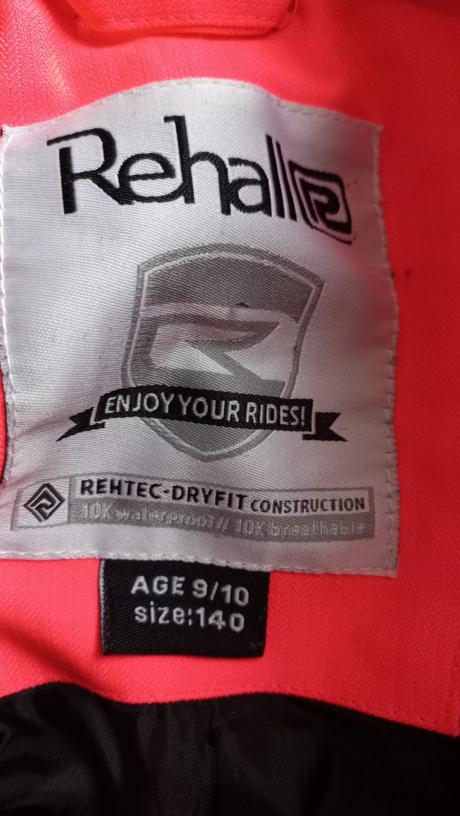 Rehall
ENJOY YOUR RIDES!
REHTEC-DRYFIT CONSTRUCTION
10K waterproof // 10K breathable
AGE 9/10
size:140